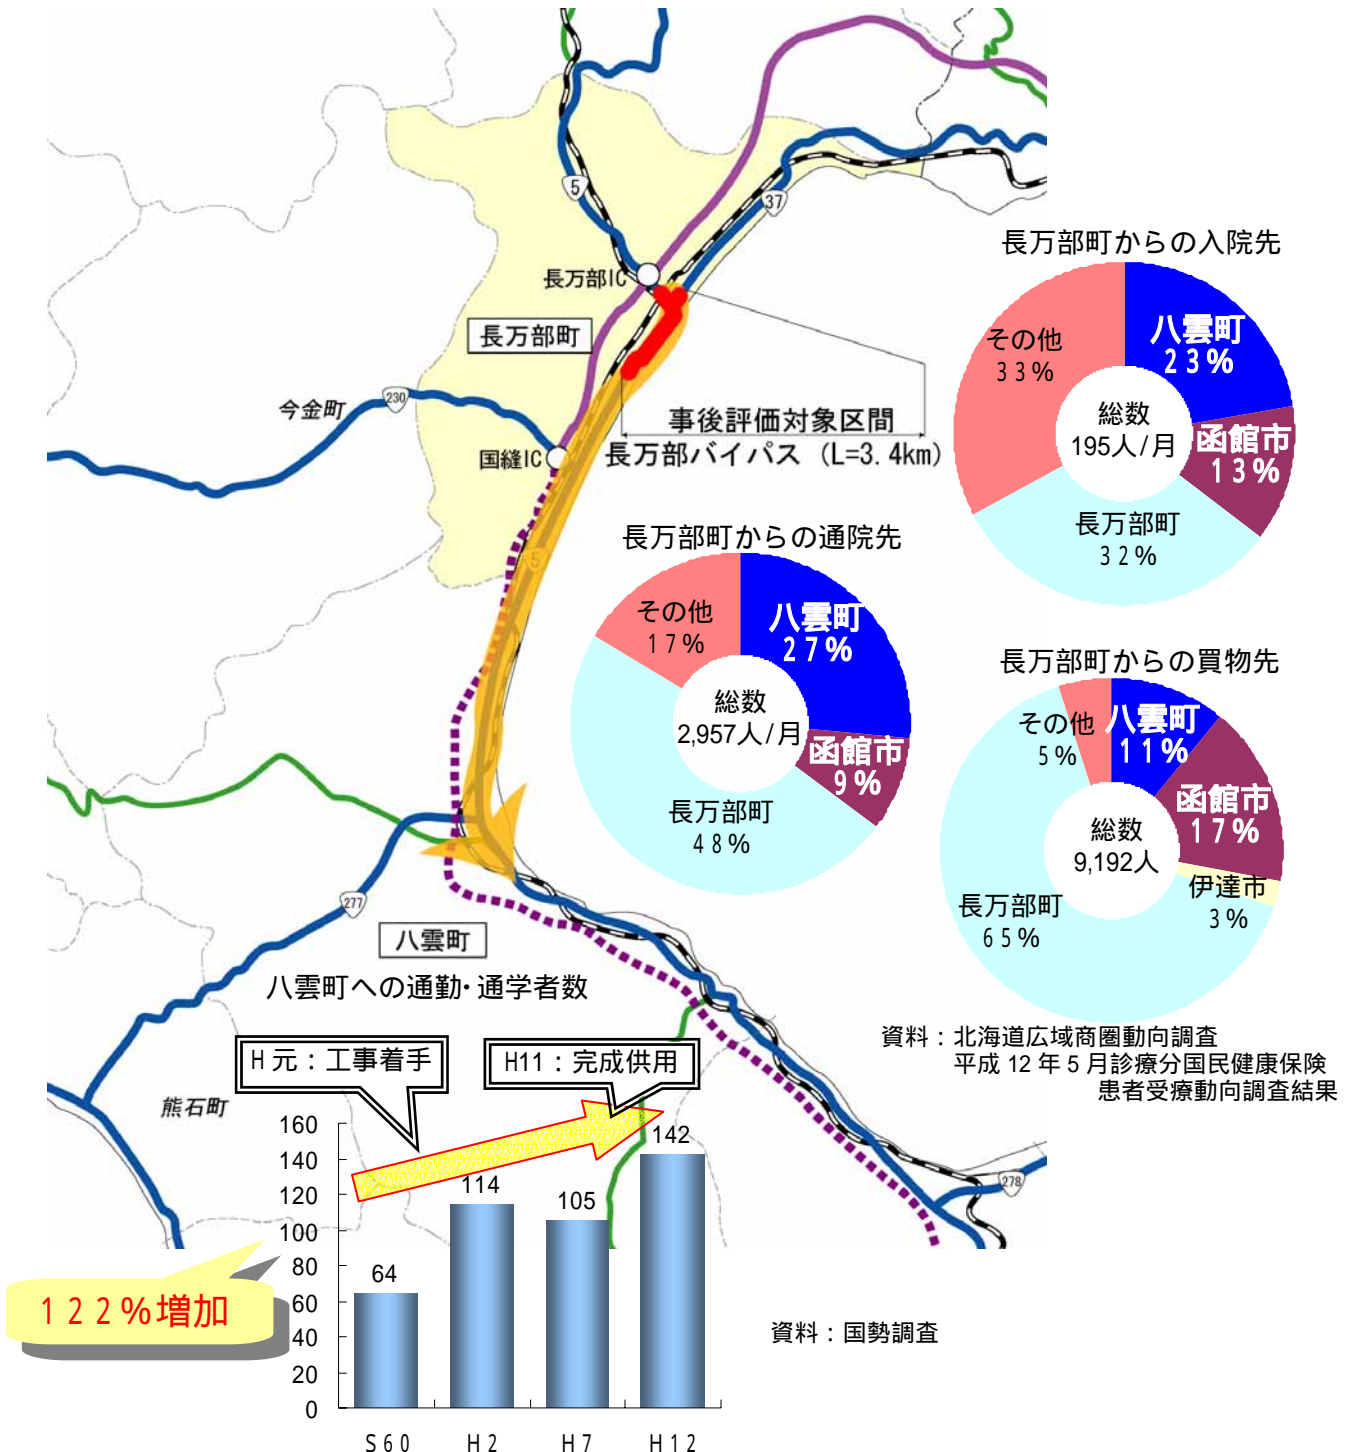 5
37
長万部IC
長万部町
230
今金町
国縫IC
事後評価対象区間
長万部バイパス (L=3.4km)
5
277
八雲町
熊石町
278
長万部町からの入院先
その他
33%
八雲町
23%
総数
195人/月
函館市
13%
長万部町
32%
長万部町からの通院先
その他
17%
八雲町
27%
総数
2,957人/月
函館市
9%
長万部町
48%
長万部町からの買物先
その他
5%
八雲町
11%
函館市
17%
総数
9,192人
伊達市
3%
長万部町
65%
資料：北海道広域商圏動向調査
平成12年5月診療分国民健康保険
患者受療動向調査結果
八雲町への通勤・通学者数
H元：工事着手
H11：完成供用
160
140
120
100
80
60
40
20
0
64
114
105
142
S60
H2
H7
H12
122%増加
資料：国勢調査